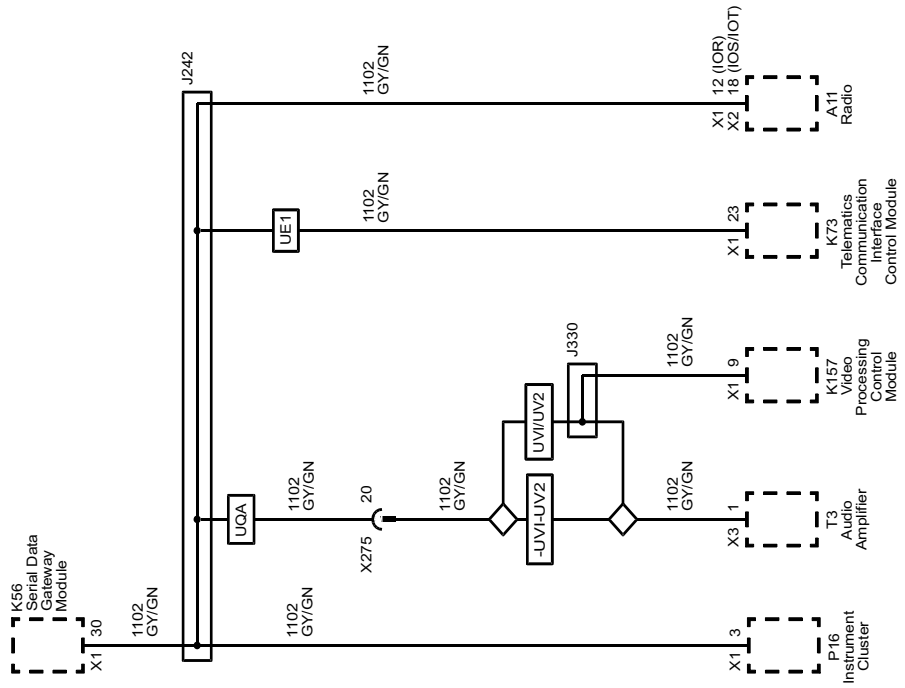 K56
Serial Data
Gateway
Module
X1 30
1102
GY/GN
J242
1102
GY/GN
UQA
1102
GY/GN
X275 20
1102
GY/GN
-UVI-UV2
UVI/UV2
J330
1102
GY/GN
1102
GY/GN
UE1
1102
GY/GN
1102
GY/GN
X1 3
P16
Instrument
Cluster
X3 1
T3
Audio
Amplifier
X1 9
K157
Video
Processing
Control
Module
X1 23
K73
Telematics
Communication
Interface
Control Module
X1 12 (IOR)
X2 18 (IOS/IOT)
A11
Radio